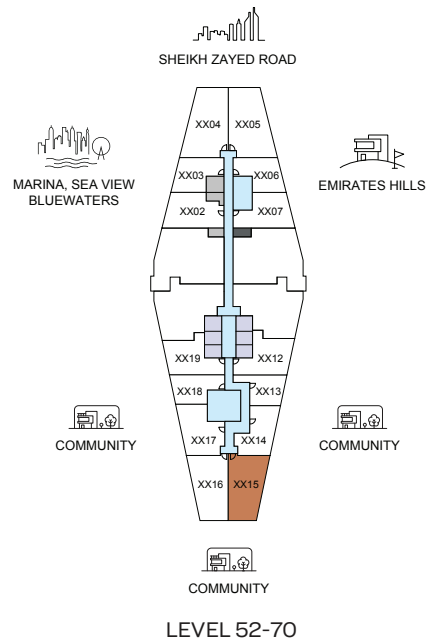 SHEIKH ZAYED ROAD
XX04 XX05
MARINA, SEA VIEW
BLUEWATERS
XX03 XX06
EMIRATES HILLS
XX02 XX07
XX19 XX12
XX18 XX13
COMMUNITY
XX17 XX14
COMMUNITY
XX16 XX15
COMMUNITY
LEVEL 52-70